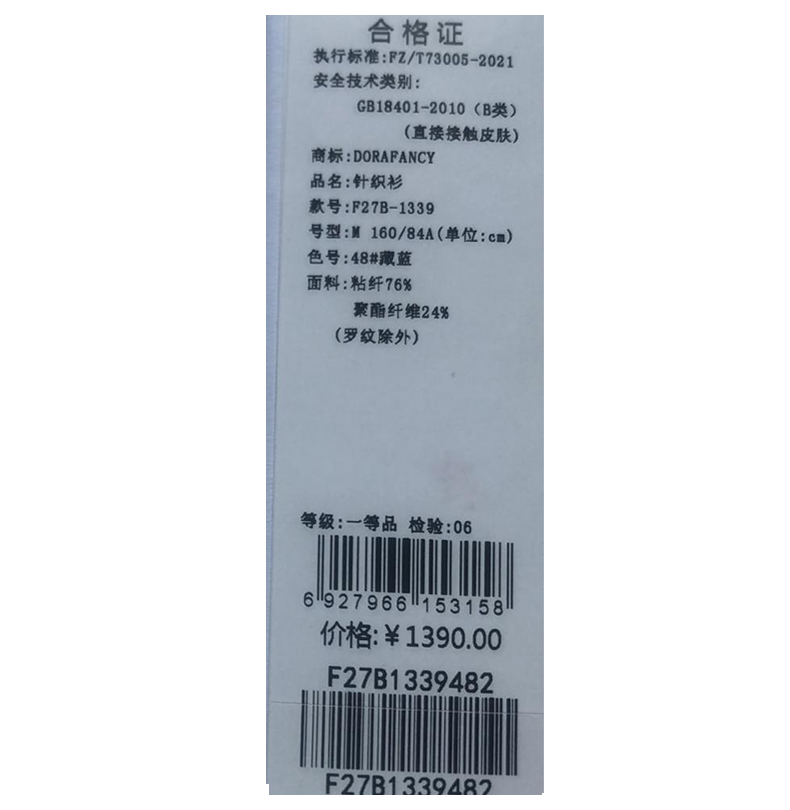 合格证
执行标准:FZ/T73005-2021
安全技术类别:
GB18401-2010（B类）
(直接接触皮肤)
商标:DORAFANCY
品名:针织衫
款号:F27B-1339
号型:M 160/84A(单位:cm)
色号:48#藏蓝
面料:粘纤76%
聚酯纤维24%
(罗纹除外)
等级:一等品 检验:06
6 927966 153158
价格:￥1390.00
F27B1339482
F27B1339482